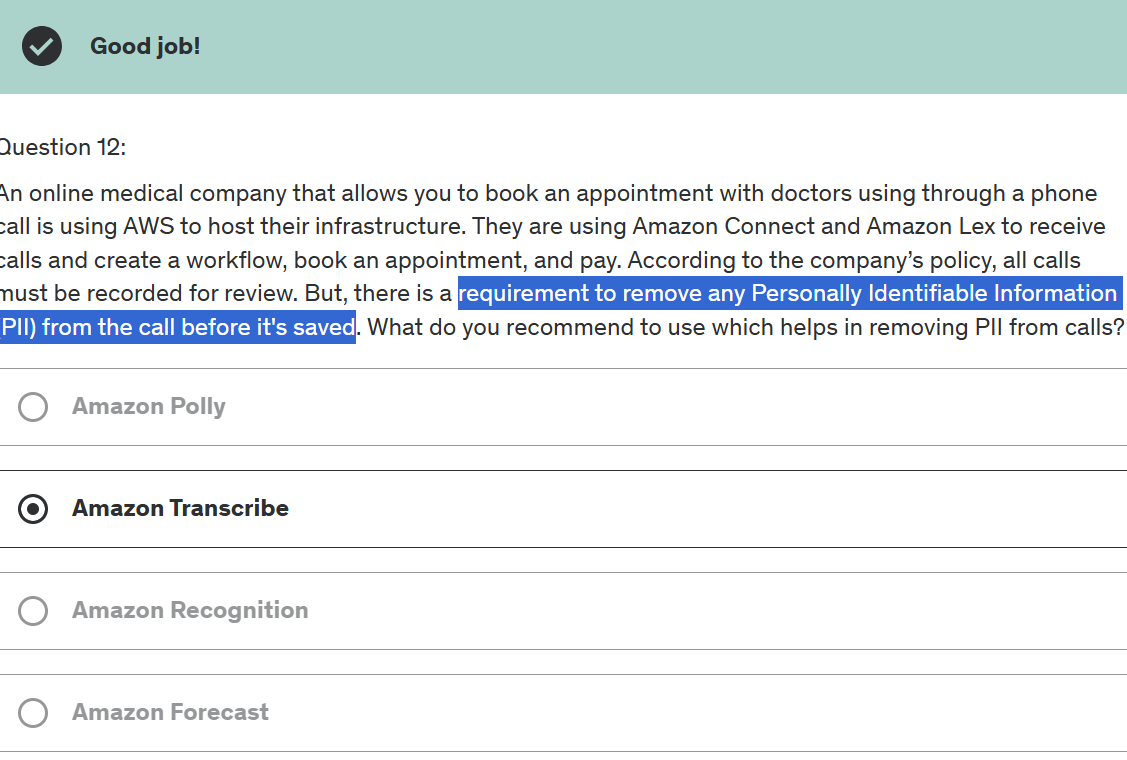 Good job!
Question 12:
An online medical company that allows you to book an appointment with doctors using through a phone
call is using AWS to host their infrastructure. They are using Amazon Connect and Amazon Lex to receive
calls and create a workflow, book an appointment, and pay. According to the company's policy, all calls
must be recorded for review. But, there is a requirement to remove any Personally Identifiable Information
(PII) from the call before it's saved. What do you recommend to use which helps in removing PII from calls?
Amazon Polly
Amazon Transcribe
Amazon Recognition
Amazon Forecast